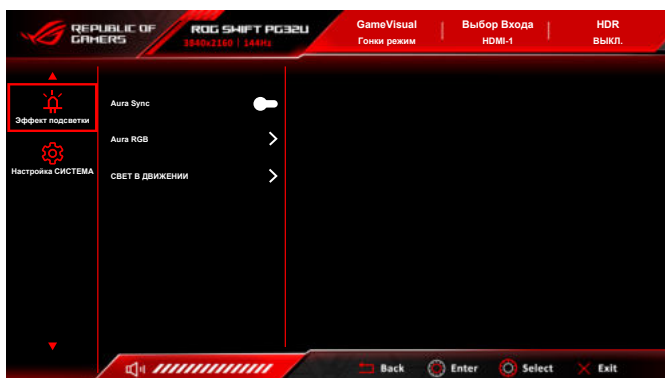 REPUBLIC OF
GAMERS
ROG SWIFT PG32U
3840x2160 | 144Hz
GameVisual
Гонки режим
Выбор Входа
HDMI-1
HDR
ВЫКЛ.
Эффект подсветки
Настройка СИСТЕМА
Aura Sync
Aura RGB
СВЕТ В ДВИЖЕНИИ
Back
Enter
Select
Exit